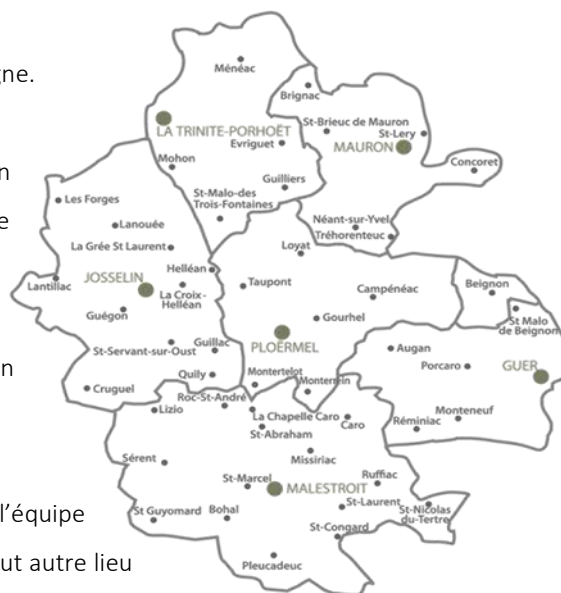 gne.
n
e
n
l’équipe
ut autre lieu
Ménéac
Brignac
LA TRINITE-PORHOËT
St-Brieuc de Mauron
St-Lery
Evriguet
MAURON
Mohon
Concoret
Guilliers
Les Forges
St-Malo-des
Trois-Fontaines
Lanouée
Néant-sur-Yvel
Tréhorenteuc
La Grée St Laurent
Loyat
Helléan
JOSSELIN
Lantillac
La Croix-
Helléan
Taupont
Campénéac
Beignon
Guégon
Gourhel
St Malo
de Beignon
PLOËRMEL
St-Servant-sur-Oust
Guillac
Augan
Porcaro
GUER
Quily
Montertelot
Monterrein
Cruguel
Roc-St-André
Lizio
La Chapelle Caro
Caro
Monteneuf
Réminiac
St-Abraham
Sérent
Missiriac
St-Marcel
MALESTROIT
Ruffiac
St-Laurent
St-Nicolas
du-Tertre
St Guyomard
Bohal
St-Congard
Pleucadeuc